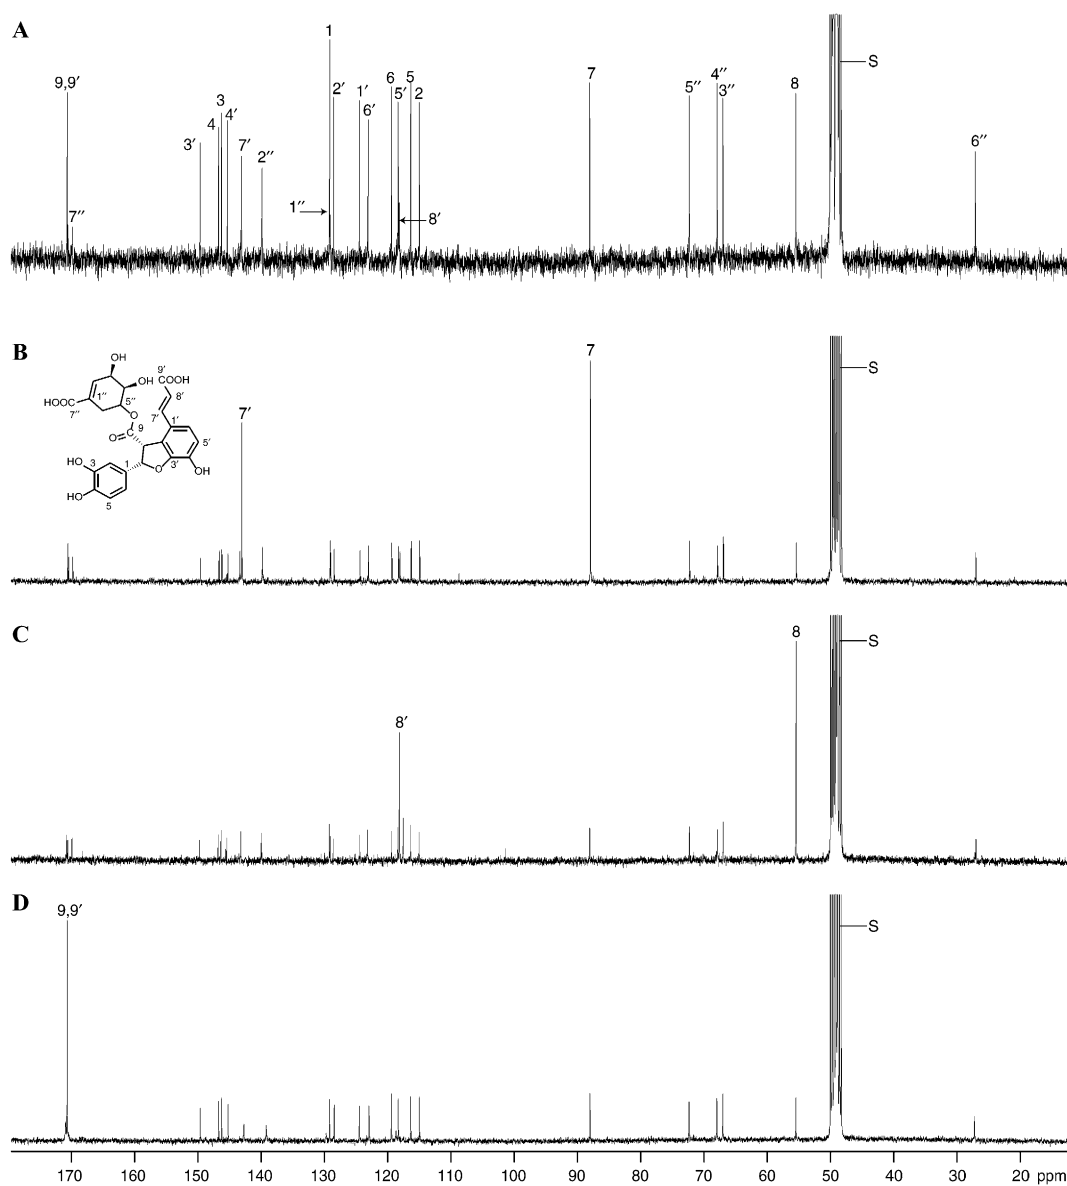 A
9,9′ 7″ 3′ 4 3 4′ 7′ 2″ 1″ 1 2′ 1′ 6′ 6 5′ 8′ 5 2 7 5″ 4″ 3″ 8 S 6″
B
OH
OH
HOOC
7″
1″
5″
O
9′
COOH
8′
7′
1′
5′
O
C
9
HO
3
1
O
3′
OH
HO
5
7′ 7 S
C
8′ 8 S
D
9,9′ S
170 160 150 140 130 120 110 100 90 80 70 60 50 40 30 20 ppm